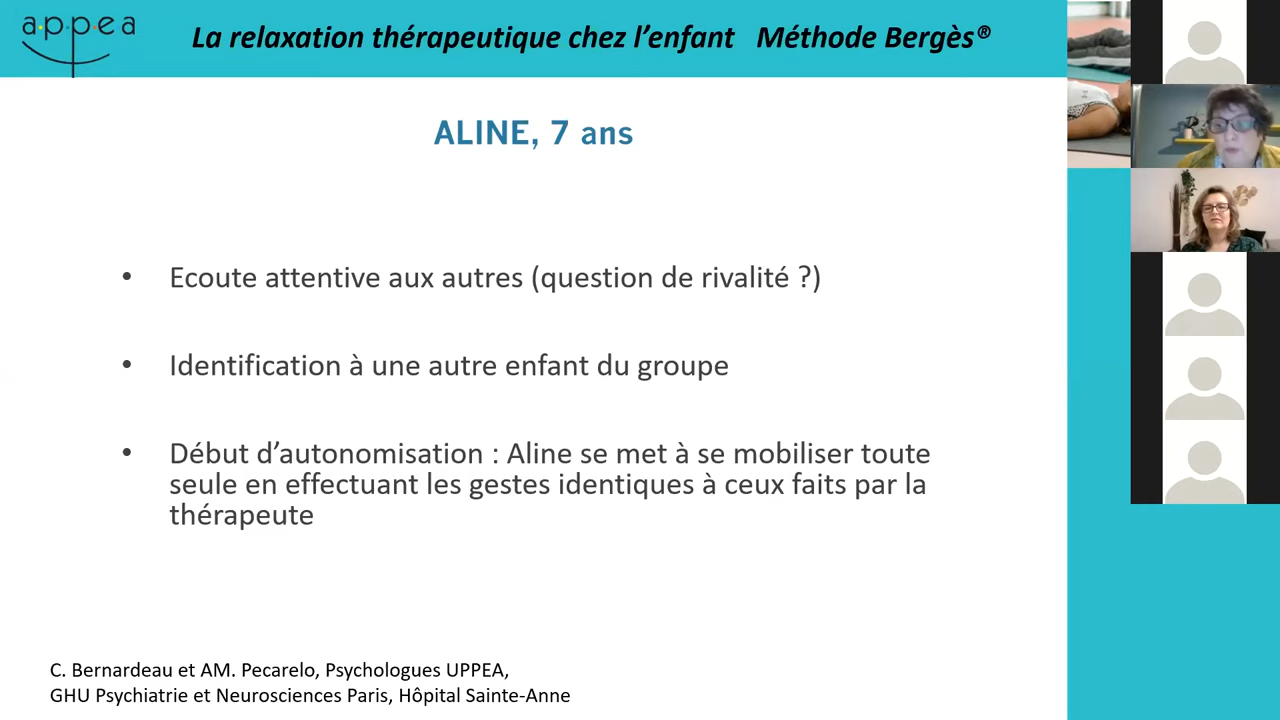 appea
La relaxation thérapeutique chez l’enfant Méthode Bergès®
ALINE, 7 ans
• Ecoute attentive aux autres (question de rivalité ?)
• Identification à une autre enfant du groupe
• Début d’autonomisation : Aline se met à se mobiliser toute
seule en effectuant les gestes identiques à ceux faits par la
thérapeute
C. Bernardeau et AM. Pecarelo, Psychologues UPPEA,
GHU Psychiatrie et Neurosciences Paris, Hôpital Sainte-Anne